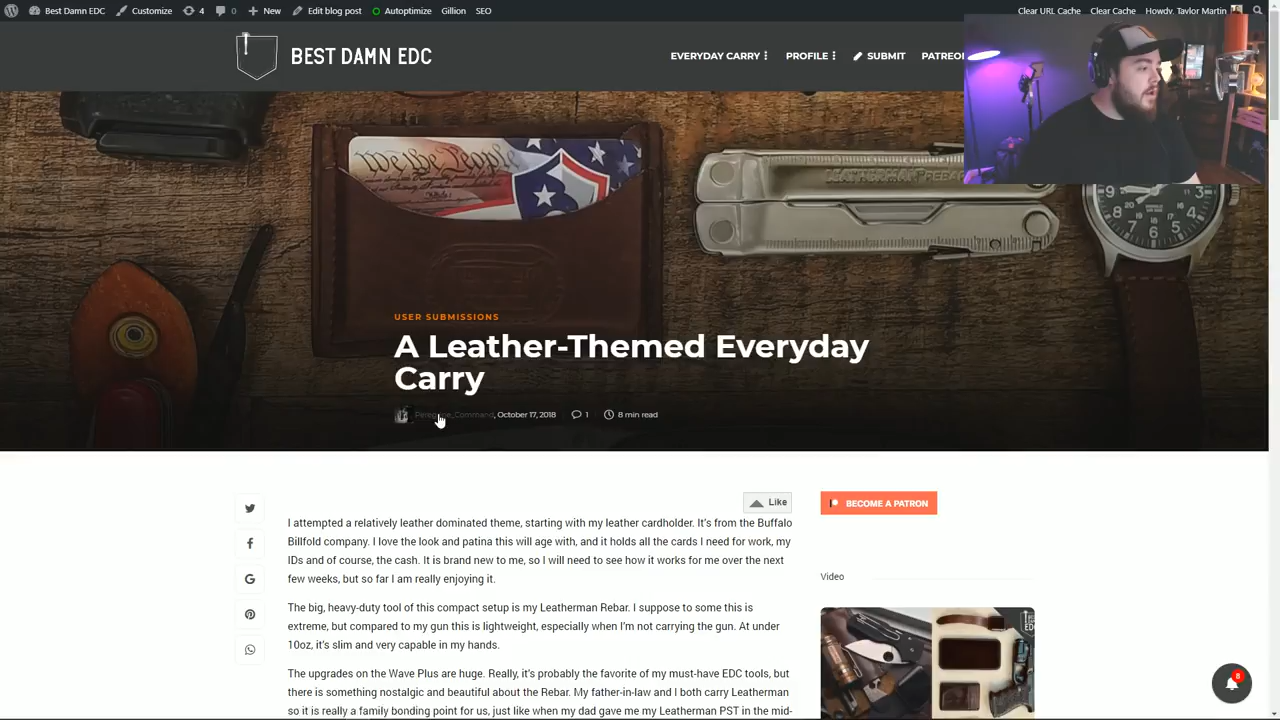 Best Damn EDC
Customize
4
0
New
Edit blog post
Autoptimize
Gillion
SEO
Clear URL Cache
Clear Cache
Howdy, Taylor Martin
BEST DAMN EDC
EVERYDAY CARRY
PROFILE
SUBMIT
We the People
LEATHERMAN
USER SUBMISSIONS
A Leather-Themed Everyday
Carry
Peregrine_Command, October 17, 2018
1
8 min read
Like
BECOME A PATRON
I attempted a relatively leather dominated theme, starting with my leather cardholder. It's from the Buffalo
Billfold company. I love the look and patina this will age with, and it holds all the cards I need for work, my
IDs and of course, the cash. It is brand new to me, so I will need to see how it works for me over the next
few weeks, but so far I am really enjoying it.
Video
The big, heavy-duty tool of this compact setup is my Leatherman Rebar. I suppose to some this is
extreme, but compared to my gun this is lightweight, especially when I'm not carrying the gun. At under
10oz, it's slim and very capable in my hands.
The upgrades on the Wave Plus are huge. Really, it's probably the favorite of my must-have EDC tools, but
there is something nostalgic and beautiful about the Rebar. My father-in-law and I both carry Leatherman
so it is really a family bonding point for us, just like when my dad gave me my Leatherman PST in the mid-
8